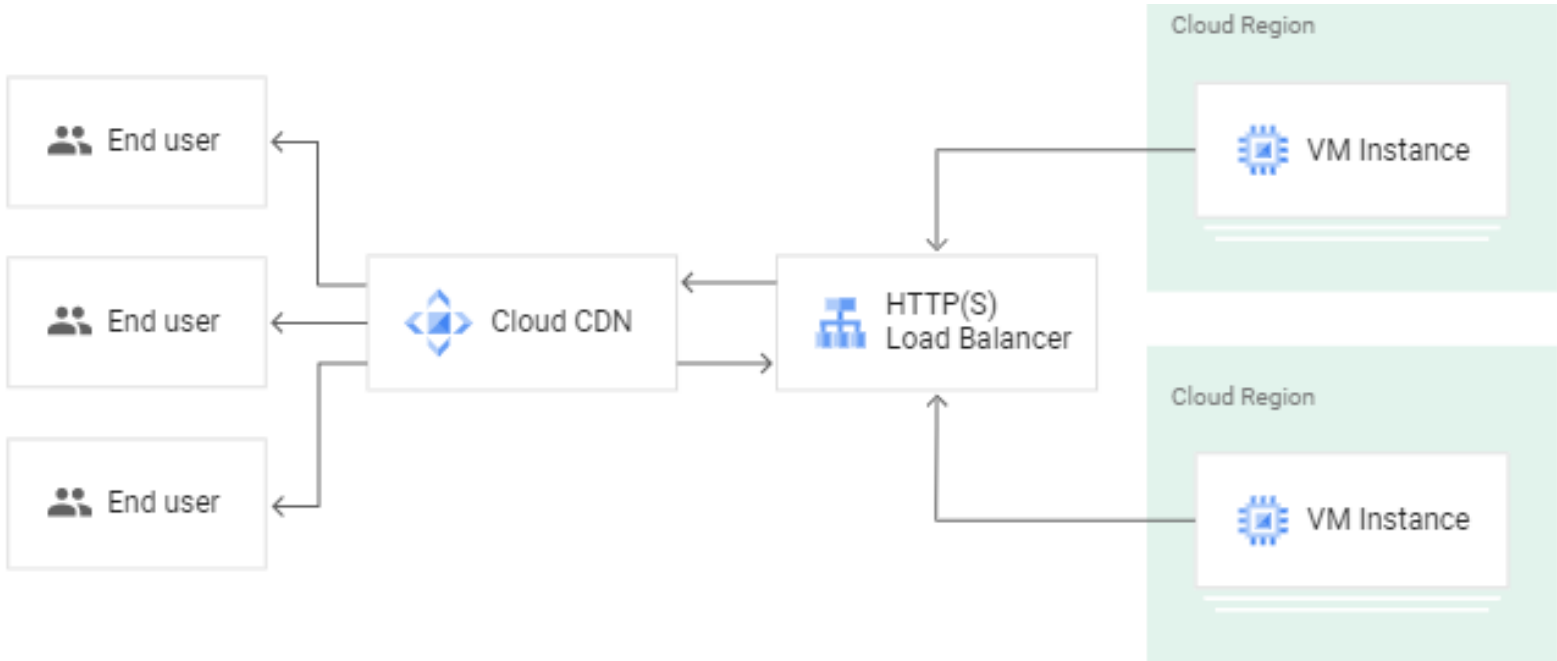 End user
End user
End user
Cloud CDN
HTTP(S)
Load Balancer
Cloud Region
VM Instance
Cloud Region
VM Instance